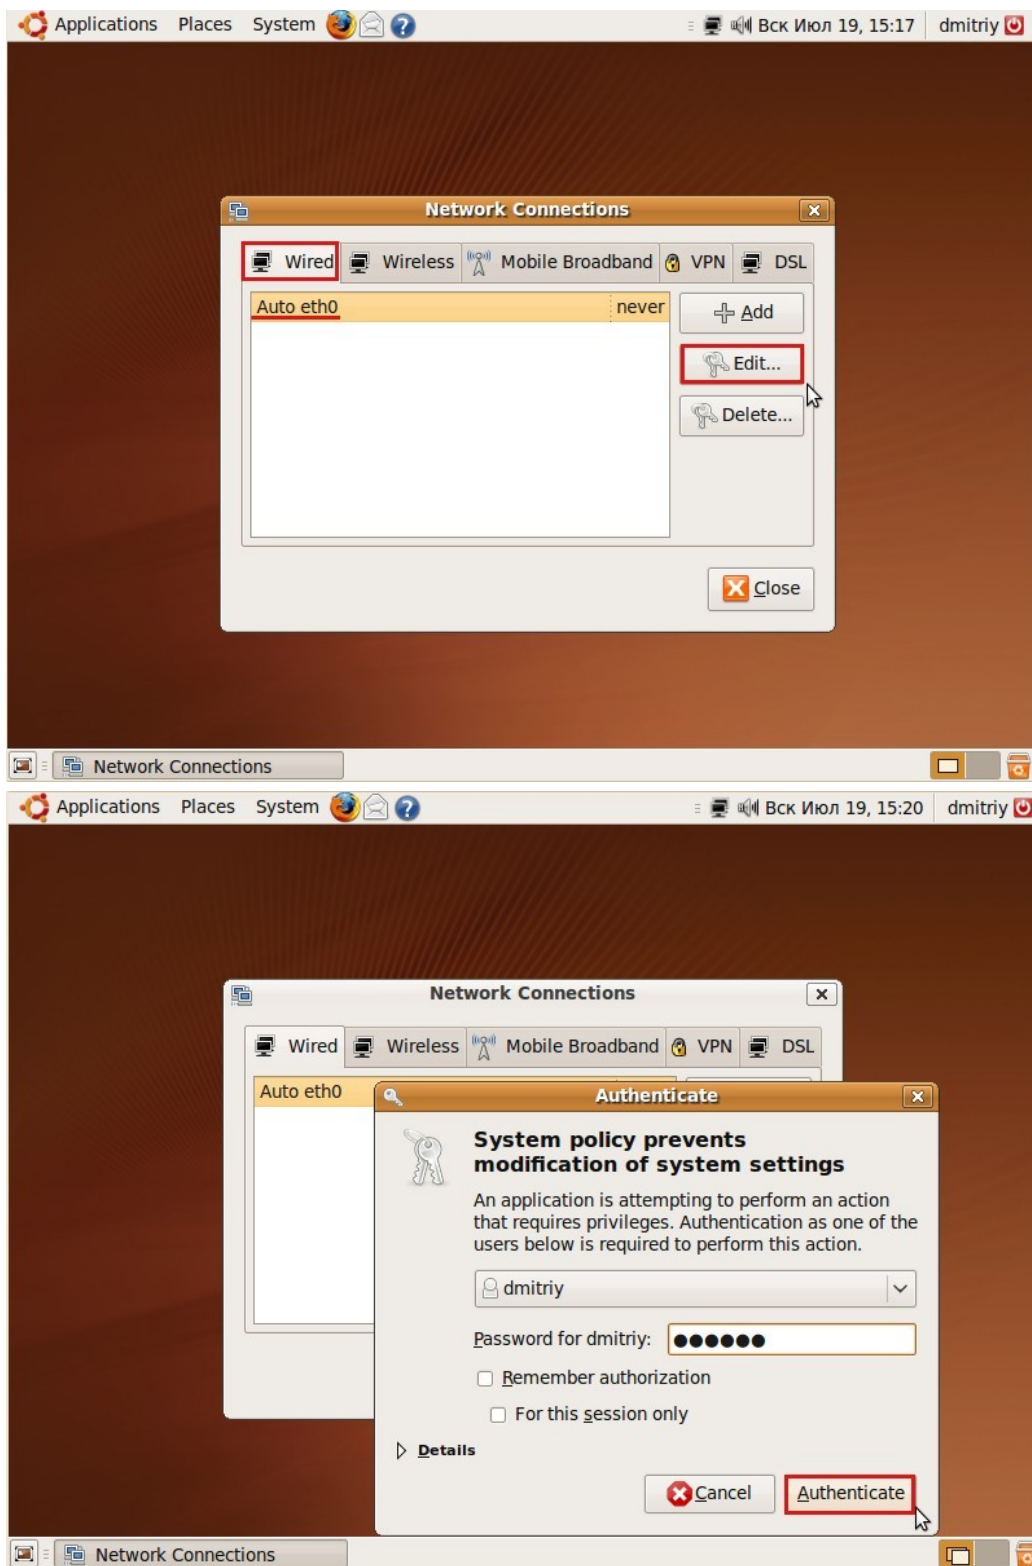 Applications Places System Вск Июл 19, 15:17 dmitriy
Network Connections
Wired Wireless Mobile Broadband VPN DSL
Auto eth0 never
Add
Edit...
Delete...
Close
Network Connections
Applications Places System Вск Июл 19, 15:20 dmitriy
Network Connections
Wired Wireless Mobile Broadband VPN DSL
Auto eth0
Authenticate
System policy prevents
modification of system settings
An application is attempting to perform an action
that requires privileges. Authentication as one of the
users below is required to perform this action.
dmitriy
Password for dmitriy: ●●●●●●
Remember authorization
For this session only
Details
Cancel Authenticate
Network Connections